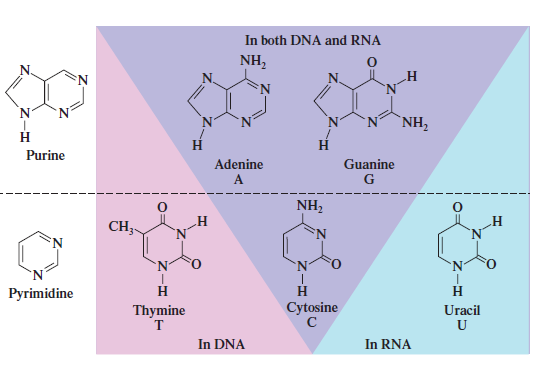 In both DNA and RNA
N
N
N
N
H
Purine
NH₂
N
N
N
N
H
Adenine
A
O
N
H
N
N
N
NH₂
H
Guanine
G
N
N
Pyrimidine
O
CH₃
H
N
N
O
H
Thymine
T
NH₂
N
N
O
H
Cytosine
C
O
H
N
N
O
H
Uracil
U
In DNA
In RNA